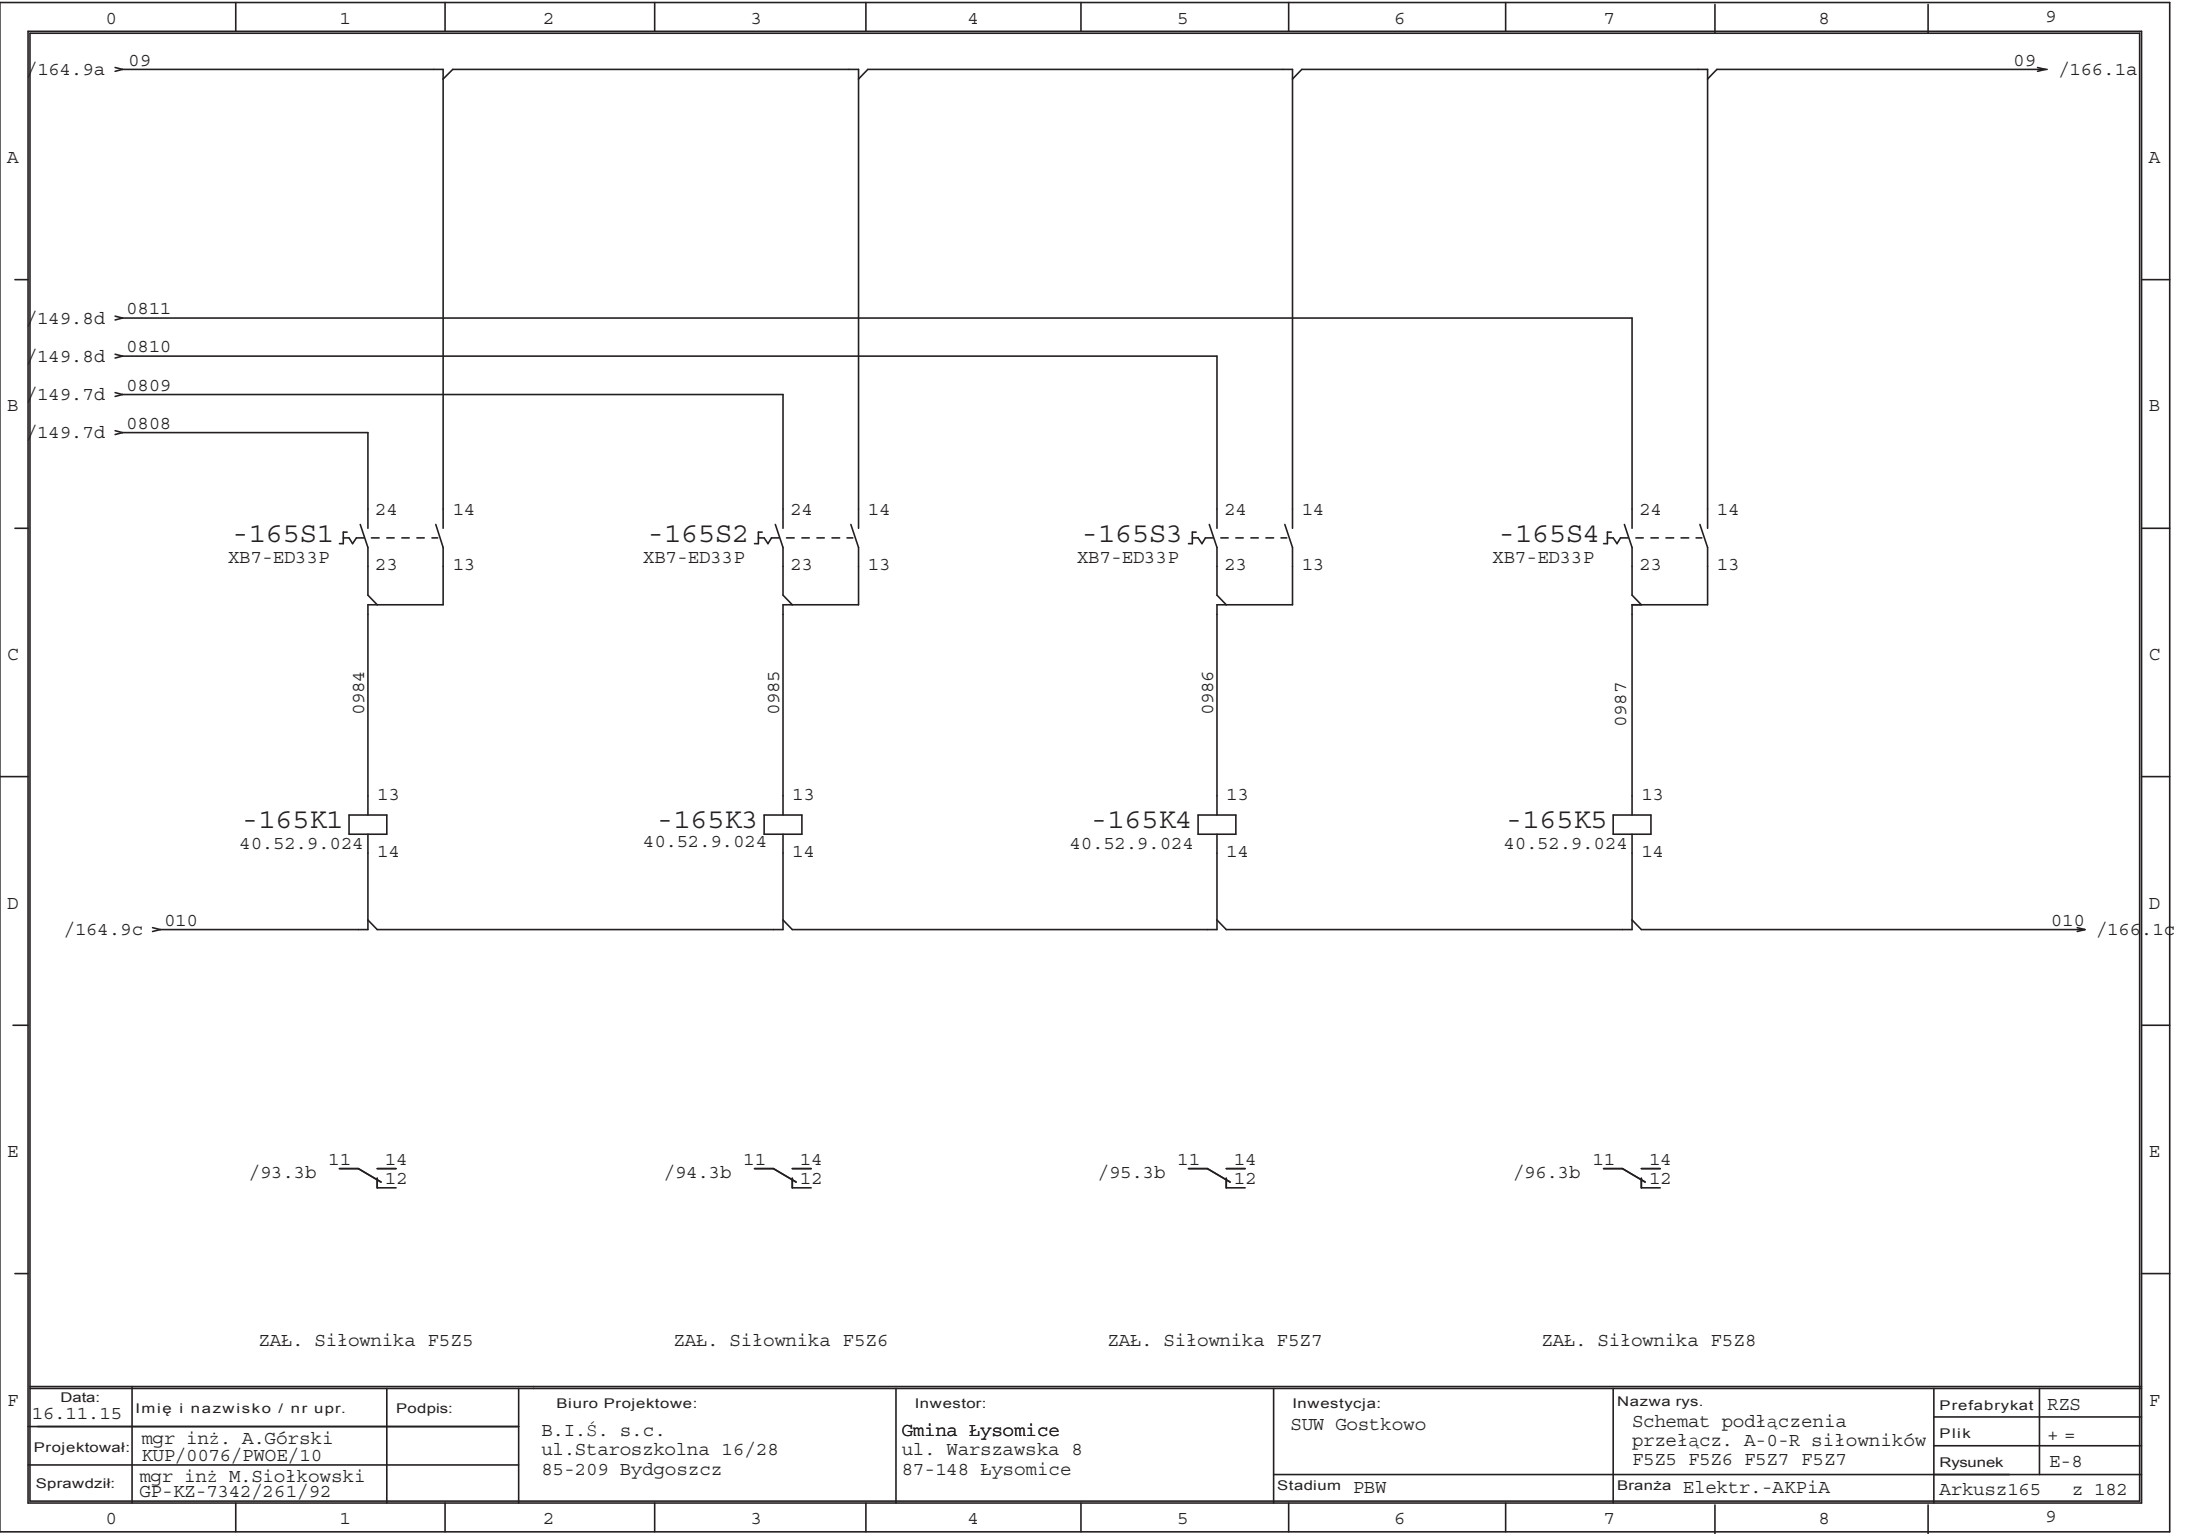 0 1 2 3 4 5 6 7 8 9
/164.9a 09 09 /166.1a
A A
/149.8d 0811
/149.8d 0810
/149.7d 0809
B B
/149.7d 0808
24 14 24 14 24 14 24 14
-165S1 -165S2 -165S3 -165S4
XB7-ED33P XB7-ED33P XB7-ED33P XB7-ED33P
23 13 23 13 23 13 23 13
C C
0984 0985 0986 0987
13 13 13 13
-165K1 -165K3 -165K4 -165K5
40.52.9.024 40.52.9.024 40.52.9.024 40.52.9.024
14 14 14 14
D D
/164.9c 010 010 /166.1c
E E
/93.3b 11 14 /94.3b 11 14 /95.3b 11 14 /96.3b 11 14
12 12 12 12
ZAŁ. Siłownika F5Z5 ZAŁ. Siłownika F5Z6 ZAŁ. Siłownika F5Z7 ZAŁ. Siłownika F5Z8
F F
Data:
16.11.15
Imię i nazwisko / nr upr.
Podpis:
Projektował:
mgr inż. A.Górski
KUP/0076/PWOE/10
Sprawdził:
mgr inż M.Siołkowski
GP-KZ-7342/261/92
Biuro Projektowe:
B.I.Ś. s.c.
ul.Staroszkolna 16/28
85-209 Bydgoszcz
Inwestor:
Gmina Łysomice
ul. Warszawska 8
87-148 Łysomice
Inwestycja:
SUW Gostkowo
Stadium PBW
Nazwa rys.
Schemat podłączenia
przełącz. A-0-R siłowników
F5Z5 F5Z6 F5Z7 F5Z7
Branża Elektr.-AKPiA
Prefabrykat RZS
Plik + =
Rysunek E-8
Arkusz165 z 182
0 1 2 3 4 5 6 7 8 9